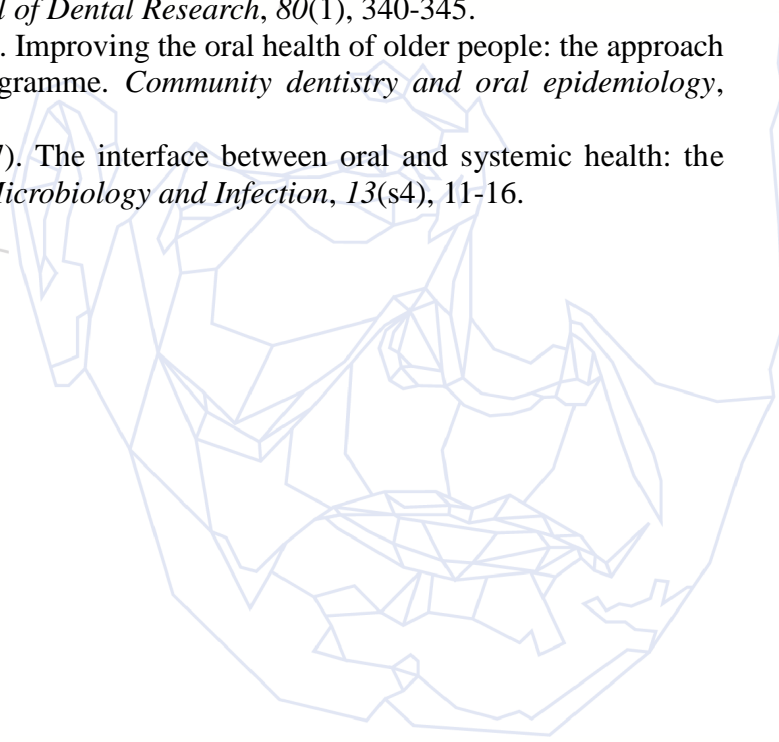 l of Dental Research, 80(1), 340-345.
. Improving the oral health of older people: the approach
gramme. Community dentistry and oral epidemiology,
7). The interface between oral and systemic health: the
Microbiology and Infection, 13(s4), 11-16.